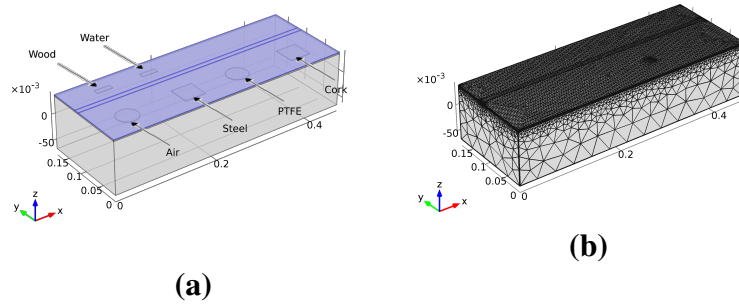 Water
Wood
×10⁻³
0
-50
0.15
0.1
0.05
0
0
0.2
0.4
Cork
PTFE
Steel
Air
z
y
x
(a)
×10⁻³
0
-50
0.15
0.1
0.05
0
0
0.2
0.4
z
y
x
(b)